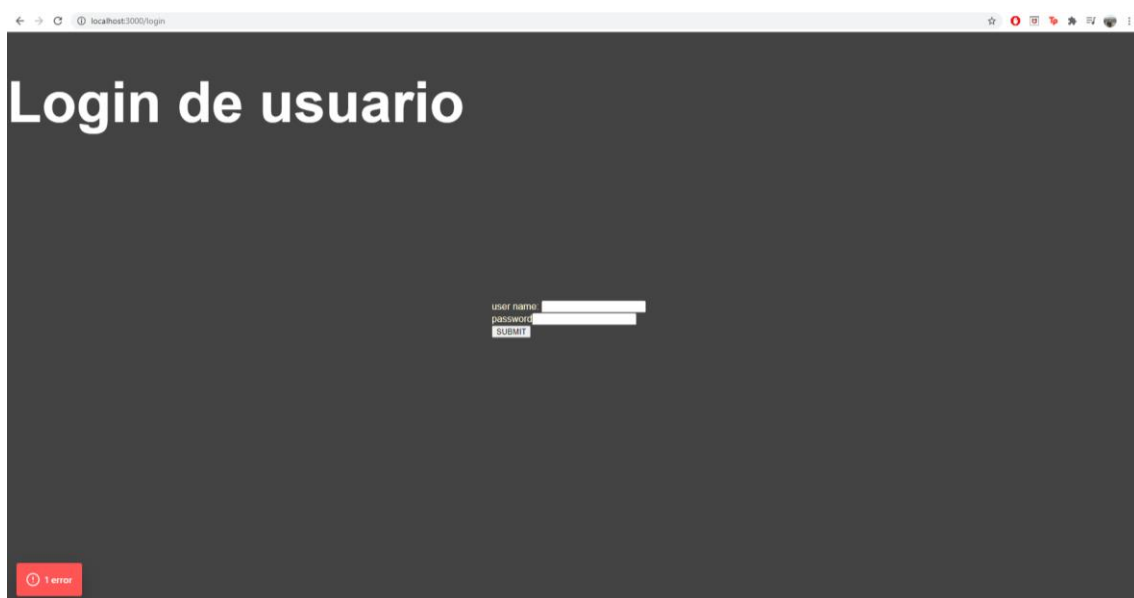 localhost:3000/login
Login de usuario
user name:
password
SUBMIT
1 error